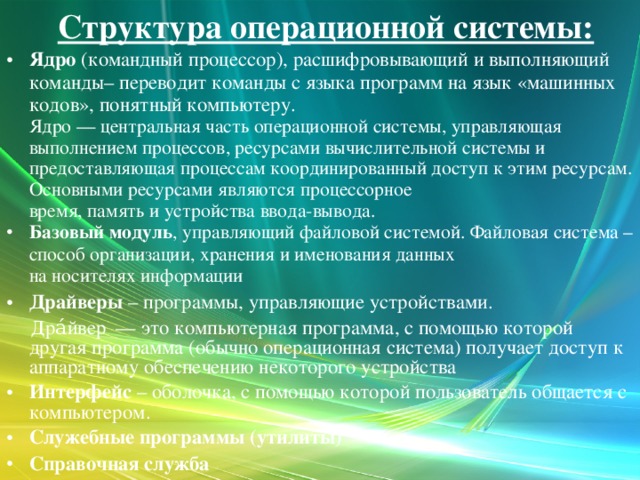 Структура операционной системы:
• Ядро (командный процессор), расшифровывающий и выполняющий
команды– переводит команды с языка программ на язык «машинных
кодов», понятный компьютеру.
Ядро — центральная часть операционной системы, управляющая
выполнением процессов, ресурсами вычислительной системы и
предоставляющая процессам координированный доступ к этим ресурсам.
Основными ресурсами являются процессорное
время, память и устройства ввода-вывода.
• Базовый модуль, управляющий файловой системой. Файловая система –
способ организации, хранения и именования данных
на носителях информации
• Драйверы – программы, управляющие устройствами.
Дра́йвер — это компьютерная программа, с помощью которой
другая программа (обычно операционная система) получает доступ к
аппаратному обеспечению некоторого устройства
• Интерфейс – оболочка, с помощью которой пользователь общается с
компьютером.
• Служебные программы (утилиты).
• Справочная служба